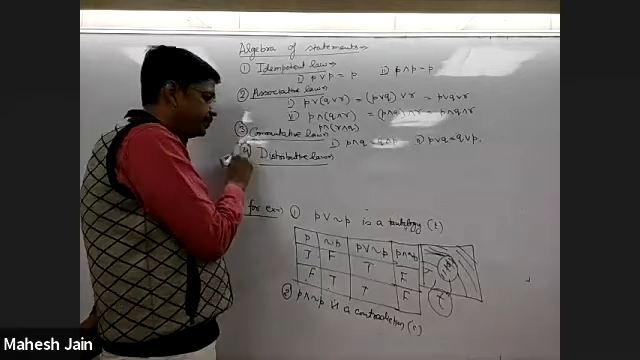 Algebra of statements
① Idempotent laws
I) p∨p = p II) p∧p = p
② Associative laws
I) p∨(q∨r) = (p∨q)∨r = p∨q∨r
II) p∧(q∧r) = (p∧q)∧r = p∧q∧r
③ Commutative laws I) p∧q = q∧p II) p∨q = q∨p
④ Distributive laws
for ex:- ① p∨~p is a tautology (t)
p ~p p∨~p
T F T F
F T T F
② p∧~p is a contradiction (c)
Mahesh Jain